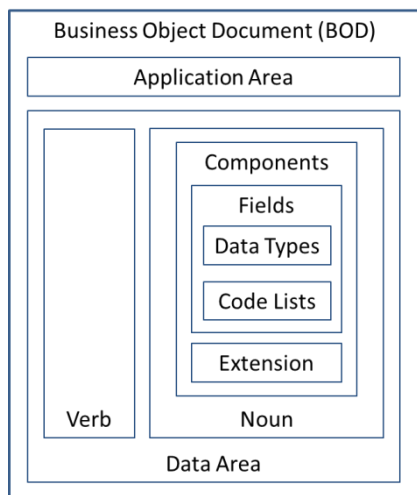 Business Object Document (BOD)
Application Area
Components
Fields
Data Types
Code Lists
Extension
Verb
Noun
Data Area